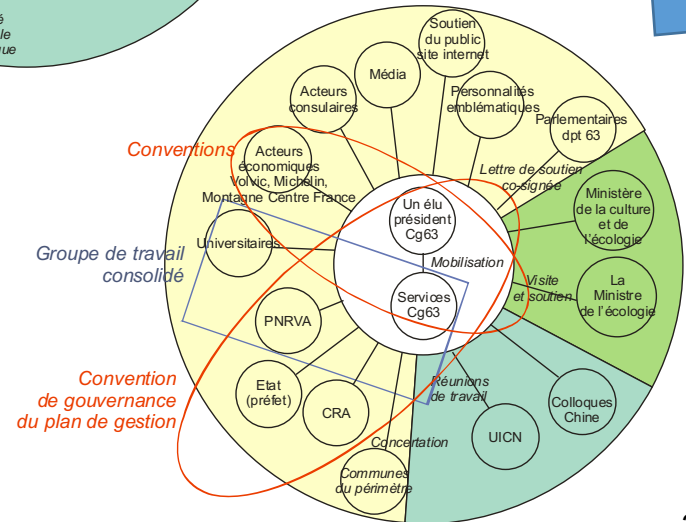 é
le
ue
Soutien
du public
site internet
Média
Acteurs
consulaires
Personnalités
emblématiques
Parlementaires
dpt 63
Conventions
Acteurs
économiques
Volvic, Michelin,
Montagne Centre France
Lettre de soutien
co-signée
Ministère
de la culture
et de
l'écologie
Un élu
président
Cg63
Universitaires
Groupe de travail
consolidé
Mobilisation
Visite
et soutien
La
Ministre
de l'écologie
Services
Cg63
PNRVA
Convention
de gouvernance
du plan de gestion
Etat
(préfet)
CRA
Réunions
de travail
Colloques
Chine
UICN
Concertation
Communes
du périmètre